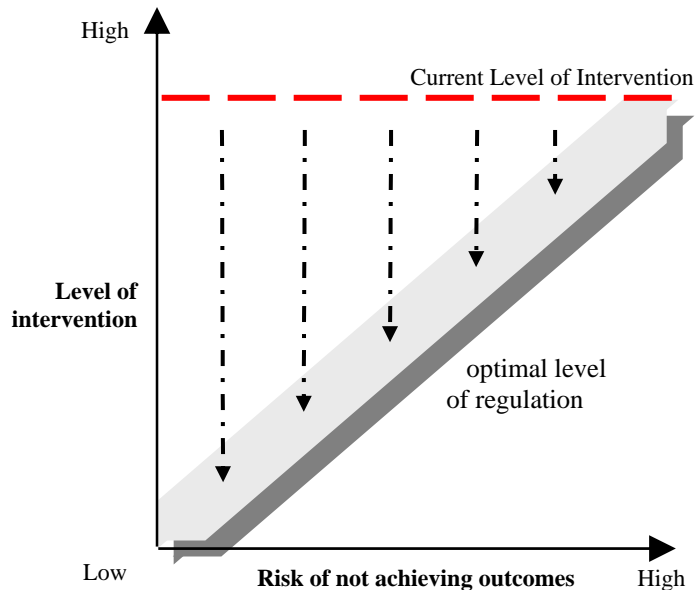 High
Current Level of Intervention
Level of
intervention
optimal level
of regulation
Low
Risk of not achieving outcomes
High